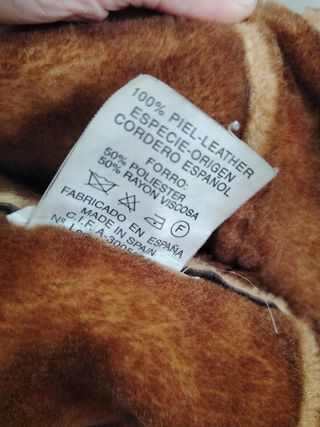 100% PIEL-LEATHER
ESPECIE-ORIGEN
CORDERO ESPAÑOL
FORRO:
50% POLIESTER
50% RAYON VISCOSA
F
FABRICADO EN ESPAÑA
MADE IN SPAIN
C.I.F. A-3005